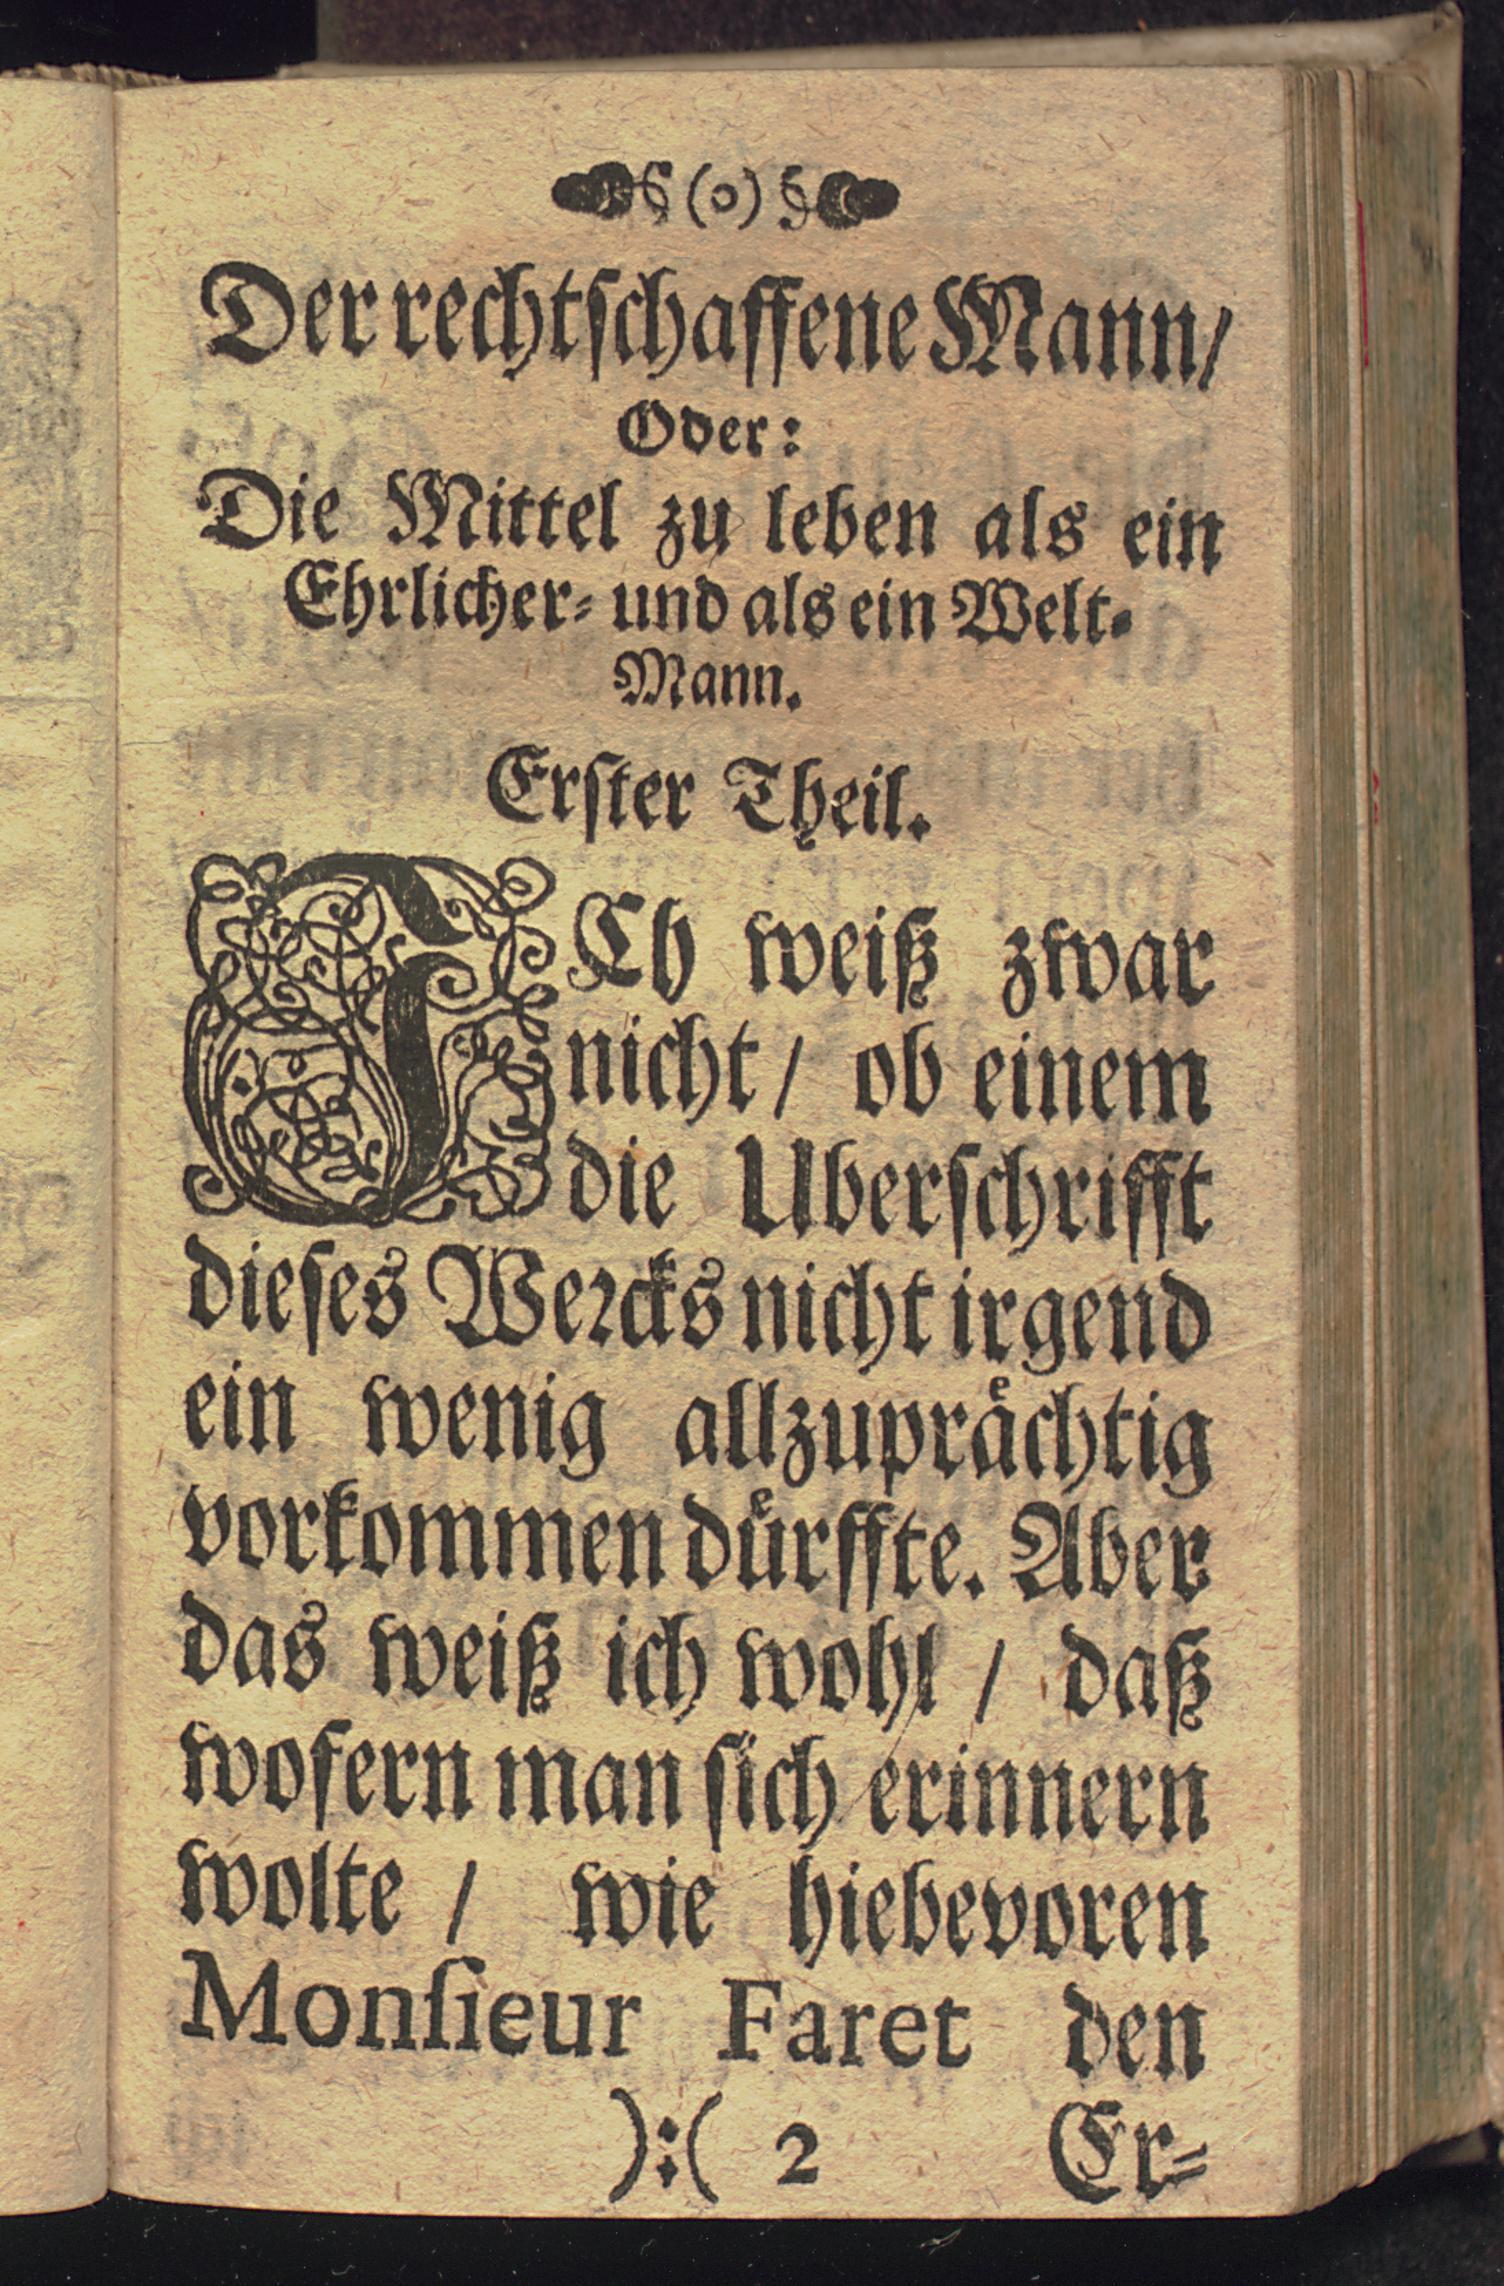 (o)
Der rechtschaffene Mann/
Oder:
Die Mittel zu leben als ein
Ehrlicher- und als ein Welt-
Mann.
Erster Theil.
ICh weiß zwar
nicht / ob einem
die Uberschrifft
dieses Wercks nicht irgend
ein wenig allzuprächtig
vorkommen dürffte. Aber
das weiß ich wohl / daß
wofern man sich erinnern
wolte / wie hiebevoren
Monsieur Faret den
):( 2 Er-